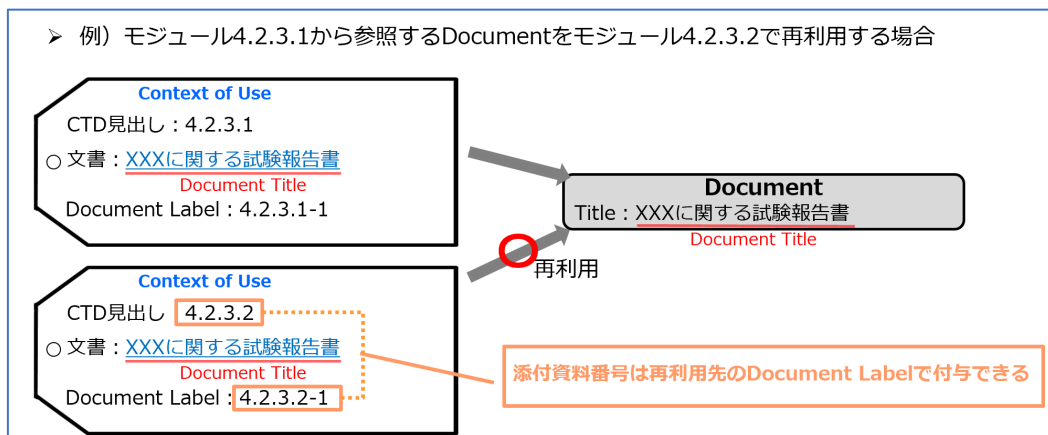 ➢ 例）モジュール4.2.3.1から参照するDocumentをモジュール4.2.3.2で再利用する場合
Context of Use
CTD見出し：4.2.3.1
○ 文書：XXXに関する試験報告書
Document Title
Document Label：4.2.3.1-1
Document
Title：XXXに関する試験報告書
Document Title
再利用
Context of Use
CTD見出し 4.2.3.2
○ 文書：XXXに関する試験報告書
Document Title
Document Label：4.2.3.2-1
添付資料番号は再利用先のDocument Labelで付与できる